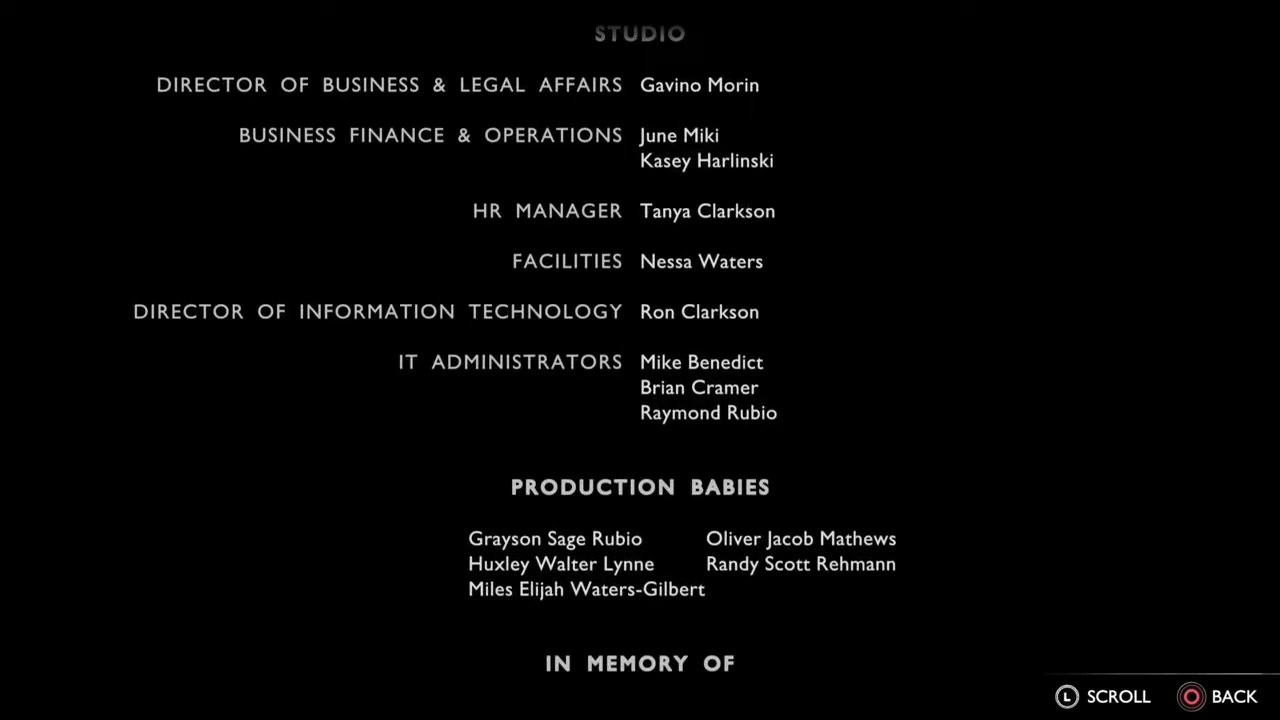 STUDIO
DIRECTOR OF BUSINESS & LEGAL AFFAIRS Gavino Morin
BUSINESS FINANCE & OPERATIONS June Miki
Kasey Harlinski
HR MANAGER Tanya Clarkson
FACILITIES Nessa Waters
DIRECTOR OF INFORMATION TECHNOLOGY Ron Clarkson
IT ADMINISTRATORS Mike Benedict
Brian Cramer
Raymond Rubio
PRODUCTION BABIES
Grayson Sage Rubio Oliver Jacob Mathews
Huxley Walter Lynne Randy Scott Rehmann
Miles Elijah Waters-Gilbert
IN MEMORY OF
L SCROLL BACK